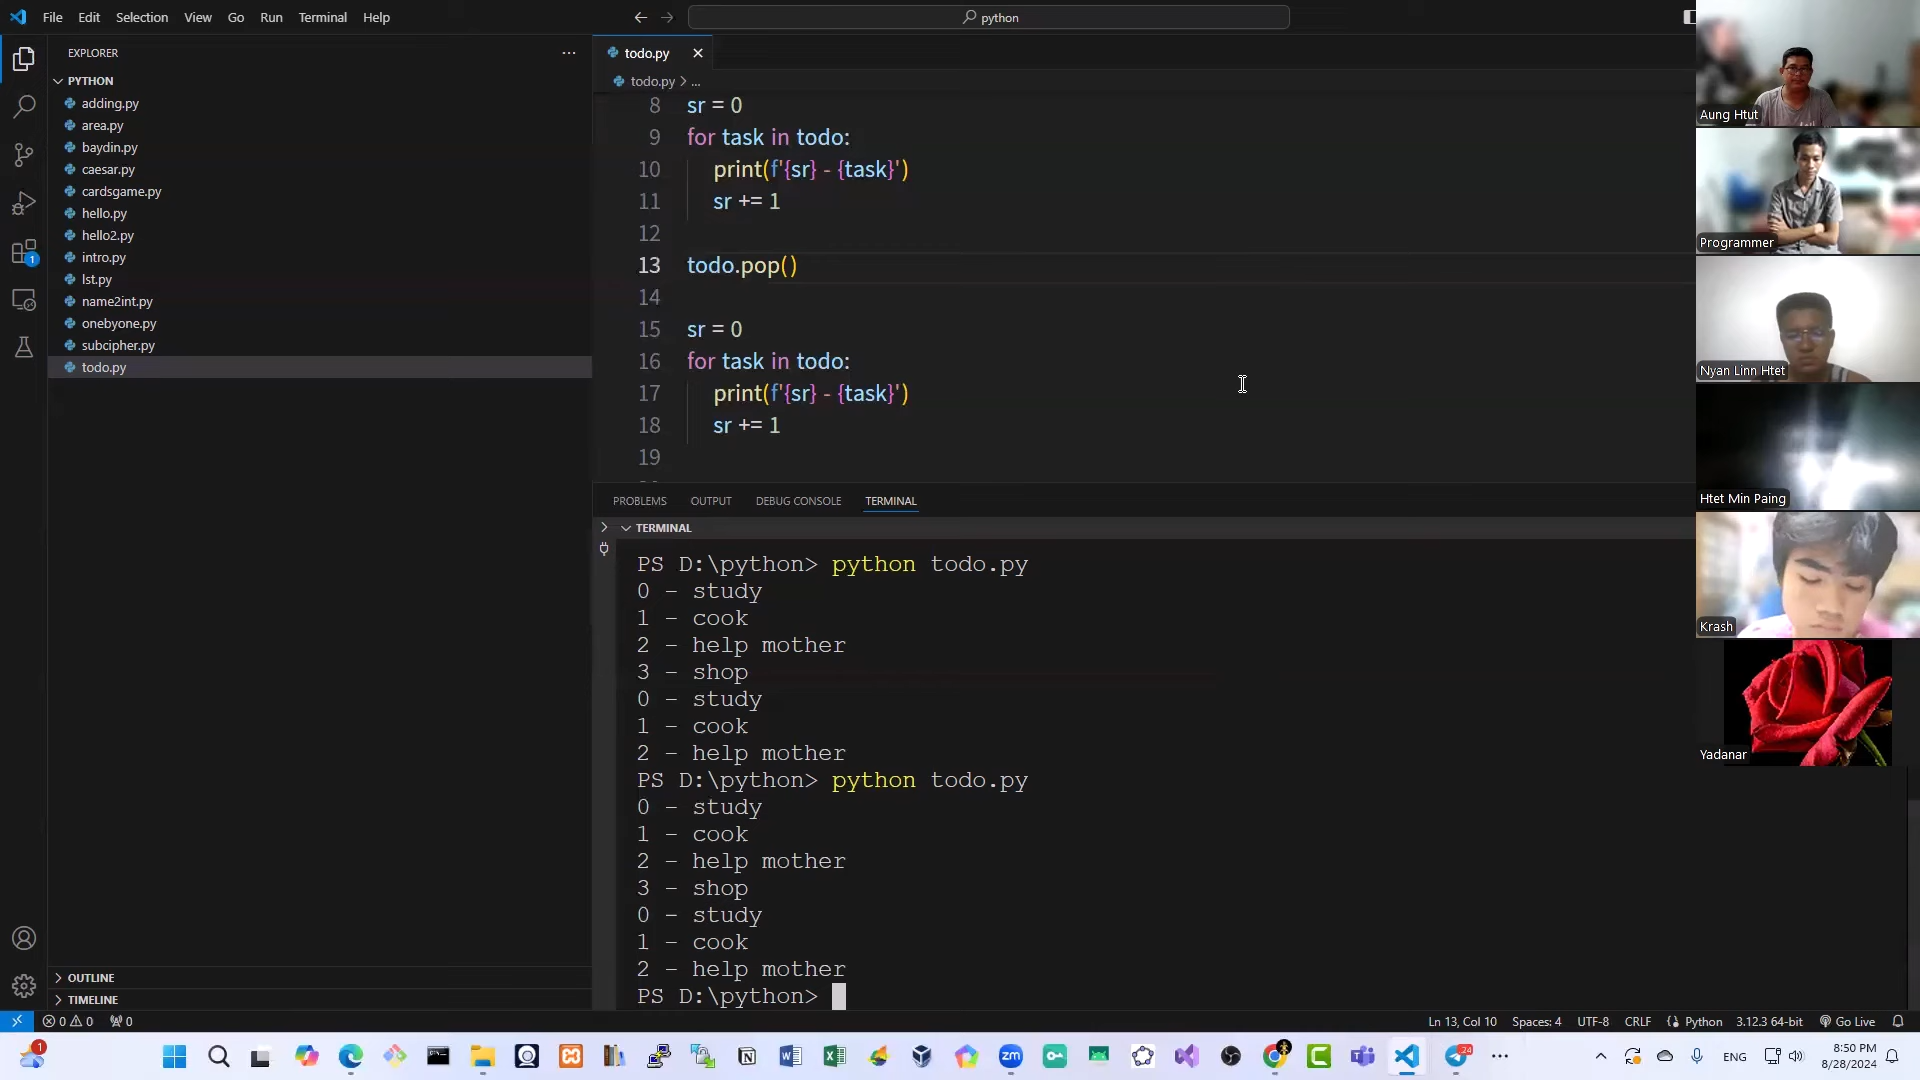 File Edit Selection View Go Run Terminal Help
python
EXPLORER
PYTHON
adding.py
area.py
baydin.py
caesar.py
cardsgame.py
hello.py
hello2.py
intro.py
lst.py
name2int.py
onebyone.py
subcipher.py
todo.py
OUTLINE
TIMELINE
1
todo.py
todo.py > ...
8 sr = 0
9 for task in todo:
10 print(f'{sr} - {task}')
11 sr += 1
12
13 todo.pop()
14
15 sr = 0
16 for task in todo:
17 print(f'{sr} - {task}')
18 sr += 1
19
PROBLEMS OUTPUT DEBUG CONSOLE TERMINAL
TERMINAL
PS D:\python> python todo.py
0 - study
1 - cook
2 - help mother
3 - shop
0 - study
1 - cook
2 - help mother
PS D:\python> python todo.py
0 - study
1 - cook
2 - help mother
3 - shop
0 - study
1 - cook
2 - help mother
PS D:\python>
Aung Htut
Programmer
Nyan Linn Htet
Htet Min Paing
Krash
Yadanar
0 0 0
Ln 13, Col 10 Spaces: 4 UTF-8 CRLF Python 3.12.3 64-bit Go Live
1
zm
24
ENG
8:50 PM
8/28/2024